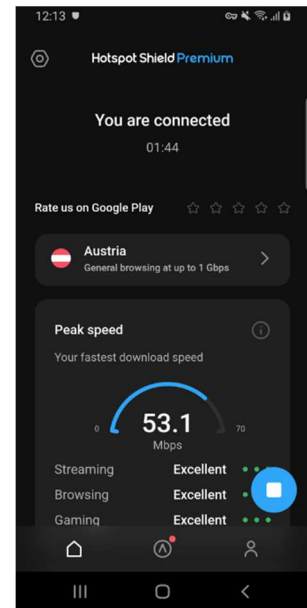 12:13
Hotspot Shield Premium
You are connected
01:44
Rate us on Google Play
Austria
General browsing at up to 1 Gbps
Peak speed
Your fastest download speed
0 53.1 70
Mbps
Streaming Excellent
Browsing Excellent
Gaming Excellent